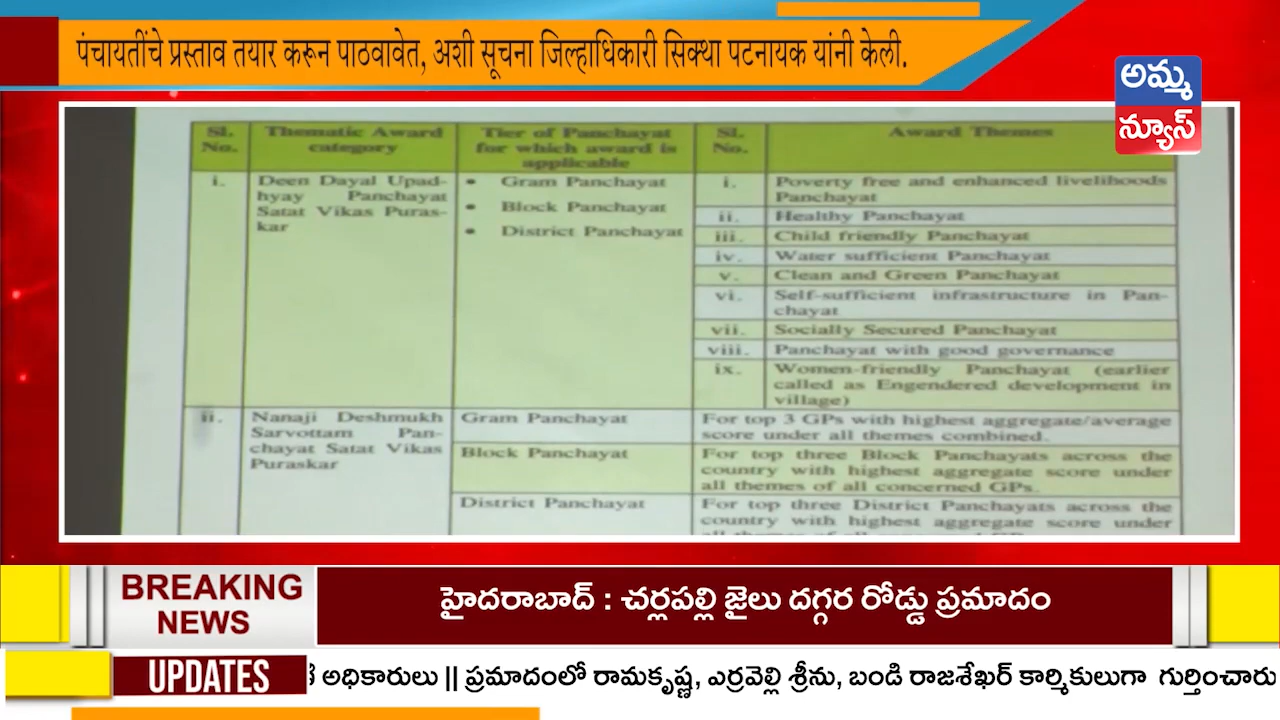 पंचायतींचे प्रस्ताव तयार करून पाठवावेत, अशी सूचना जिल्हाधिकारी सिक्था पटनायक यांनी केली.
అమ్మ
న్యూస్
Sl. No.
Thematic Award category
Tier of Panchayat for which award is applicable
Sl. No.
Award Themes
i.
Deen Dayal Upad-
hyay Panchayat
Satat Vikas Puras-
kar
• Gram Panchayat
• Block Panchayat
• District Panchayat
i. Poverty free and enhanced livelihoods
Panchayat
ii. Healthy Panchayat
iii. Child friendly Panchayat
iv. Water sufficient Panchayat
v. Clean and Green Panchayat
vi. Self-sufficient infrastructure in Pan-
chayat
vii. Socially Secured Panchayat
viii. Panchayat with good governance
ix. Women-friendly Panchayat (earlier
called as Engendered development in
village)
ii.
Nanaji Deshmukh
Sarvottam Pan-
chayat Satat Vikas
Puraskar
Gram Panchayat
For top 3 GPs with highest aggregate/average
score under all themes combined.
Block Panchayat
For top three Block Panchayats across the
country with highest aggregate score under
all themes of all concerned GPs.
District Panchayat
For top three District Panchayats across the
country with highest aggregate score under
BREAKING
NEWS
హైదరాబాద్ : చర్లపల్లి జైలు దగ్గర రోడ్డు ప్రమాదం
UPDATES
అధికారులు || ప్రమాదంలో రామకృష్ణ, ఎర్రవెల్లి శ్రీను, బండి రాజశేఖర్ కార్మికులుగా గుర్తించారు